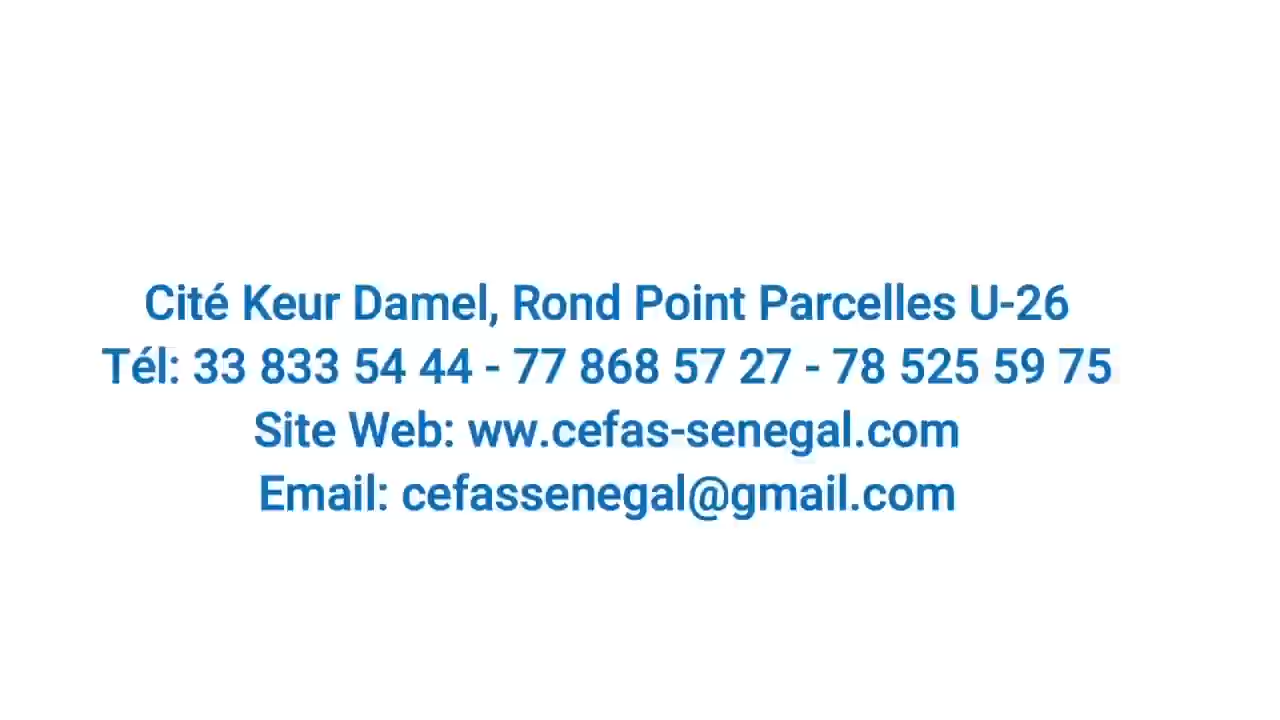 Cité Keur Damel, Rond Point Parcelles U-26
Tél: 33 833 54 44 - 77 868 57 27 - 78 525 59 75
Site Web: ww.cefas-senegal.com
Email: cefassenegal@gmail.com